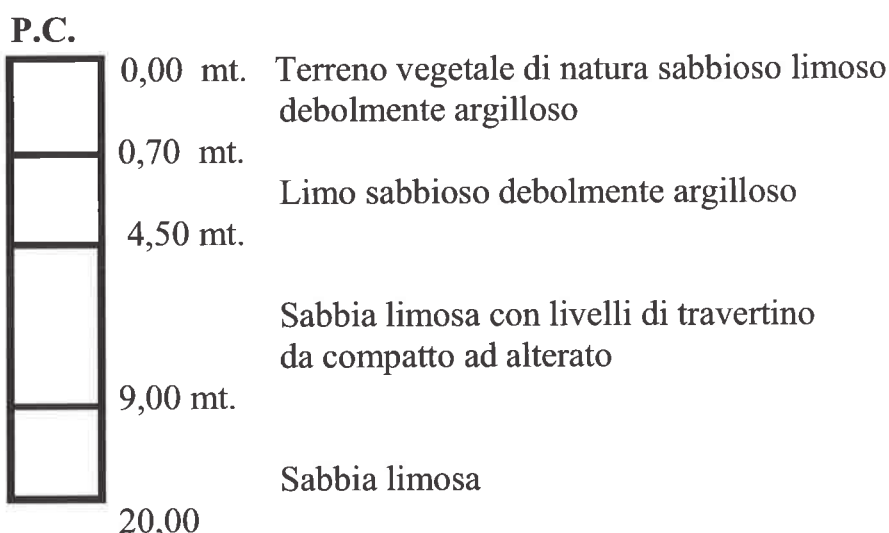 P.C.
0,00 mt. Terreno vegetale di natura sabbioso limoso
debolmente argilloso
0,70 mt.
Limo sabbioso debolmente argilloso
4,50 mt.
Sabbia limosa con livelli di travertino
da compatto ad alterato
9,00 mt.
Sabbia limosa
20,00